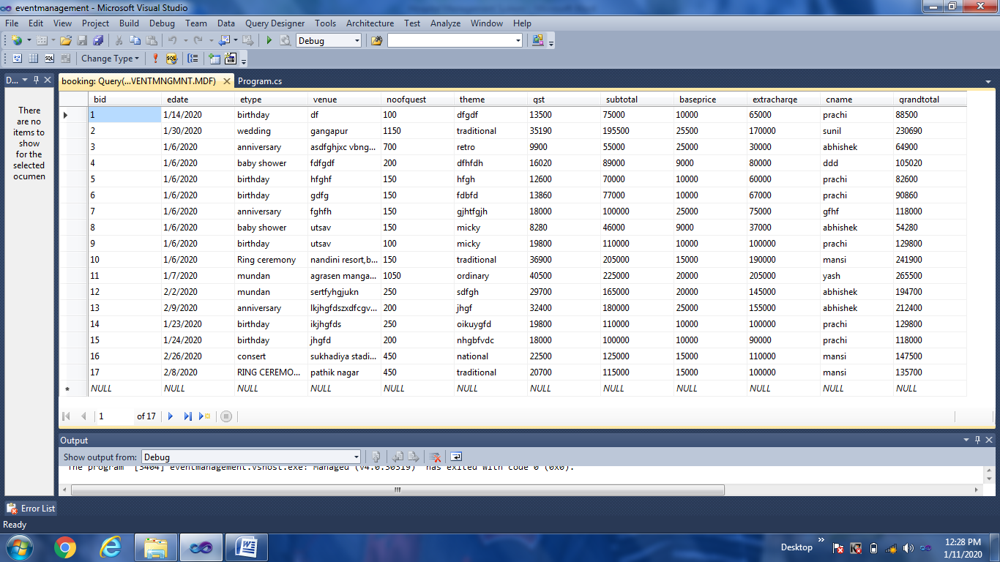 eventmanagement - Microsoft Visual Studio
File Edit View Project Build Debug Team Data Query Designer Tools Architecture Test Analyze Window Help
Debug
Change Type SQL
D... booking: Query(...VENTMNGMNT.MDF) Program.cs
There are no items to show for the selected ocumen
bid edate etype venue noofquest theme gst subtotal baseprice extracharge cname grandtotal
1 1/14/2020 birthday df 100 dfgdf 13500 75000 10000 65000 prachi 88500
2 1/30/2020 wedding gangapur 1150 traditional 35190 195500 25500 170000 sunil 230690
3 1/6/2020 anniversary asdfghjxc vbng... 700 retro 9900 55000 25000 30000 abhishek 64900
4 1/6/2020 baby shower fdfgdf 200 dfhfdh 16020 89000 9000 80000 ddd 105020
5 1/6/2020 birthday hfghf 150 hfgh 12600 70000 10000 60000 prachi 82600
6 1/6/2020 birthday gdfg 150 fdbfd 13860 77000 10000 67000 prachi 90860
7 1/6/2020 anniversary fghfh 150 gjhtfgjh 18000 100000 25000 75000 gfhf 118000
8 1/6/2020 baby shower utsav 150 micky 8280 46000 9000 37000 abhishek 54280
9 1/6/2020 birthday utsav 100 micky 19800 110000 10000 100000 prachi 129800
10 1/6/2020 Ring ceremony nandini resort,b... 150 traditional 36900 205000 15000 190000 mansi 241900
11 1/7/2020 mundan agrasen manga... 1050 ordinary 40500 225000 20000 205000 yash 265500
12 2/2/2020 mundan sertfyhgjukn 250 sdfgh 29700 165000 20000 145000 abhishek 194700
13 2/9/2020 anniversary lkjhgfdszxdfcgv... 200 jhgf 32400 180000 25000 155000 abhishek 212400
14 1/23/2020 birthday ikjhgfds 250 oikuygfd 19800 110000 10000 100000 prachi 129800
15 1/24/2020 birthday jhgfd 200 nhgbfvdc 18000 100000 10000 90000 prachi 118000
16 2/26/2020 consert sukhadiya stadi... 450 national 22500 125000 15000 110000 mansi 147500
17 2/8/2020 RING CEREMO... pathik nagar 450 traditional 20700 115000 15000 100000 mansi 135700
NULL NULL NULL NULL NULL NULL NULL NULL NULL NULL NULL NULL
1 of 17
Output
Show output from: Debug
The program '[3404] eventmanagement.vshost.exe: Managed (v4.0.30319)' has exited with code 0 (0x0).
Error List
Ready
Desktop
12:28 PM
1/11/2020